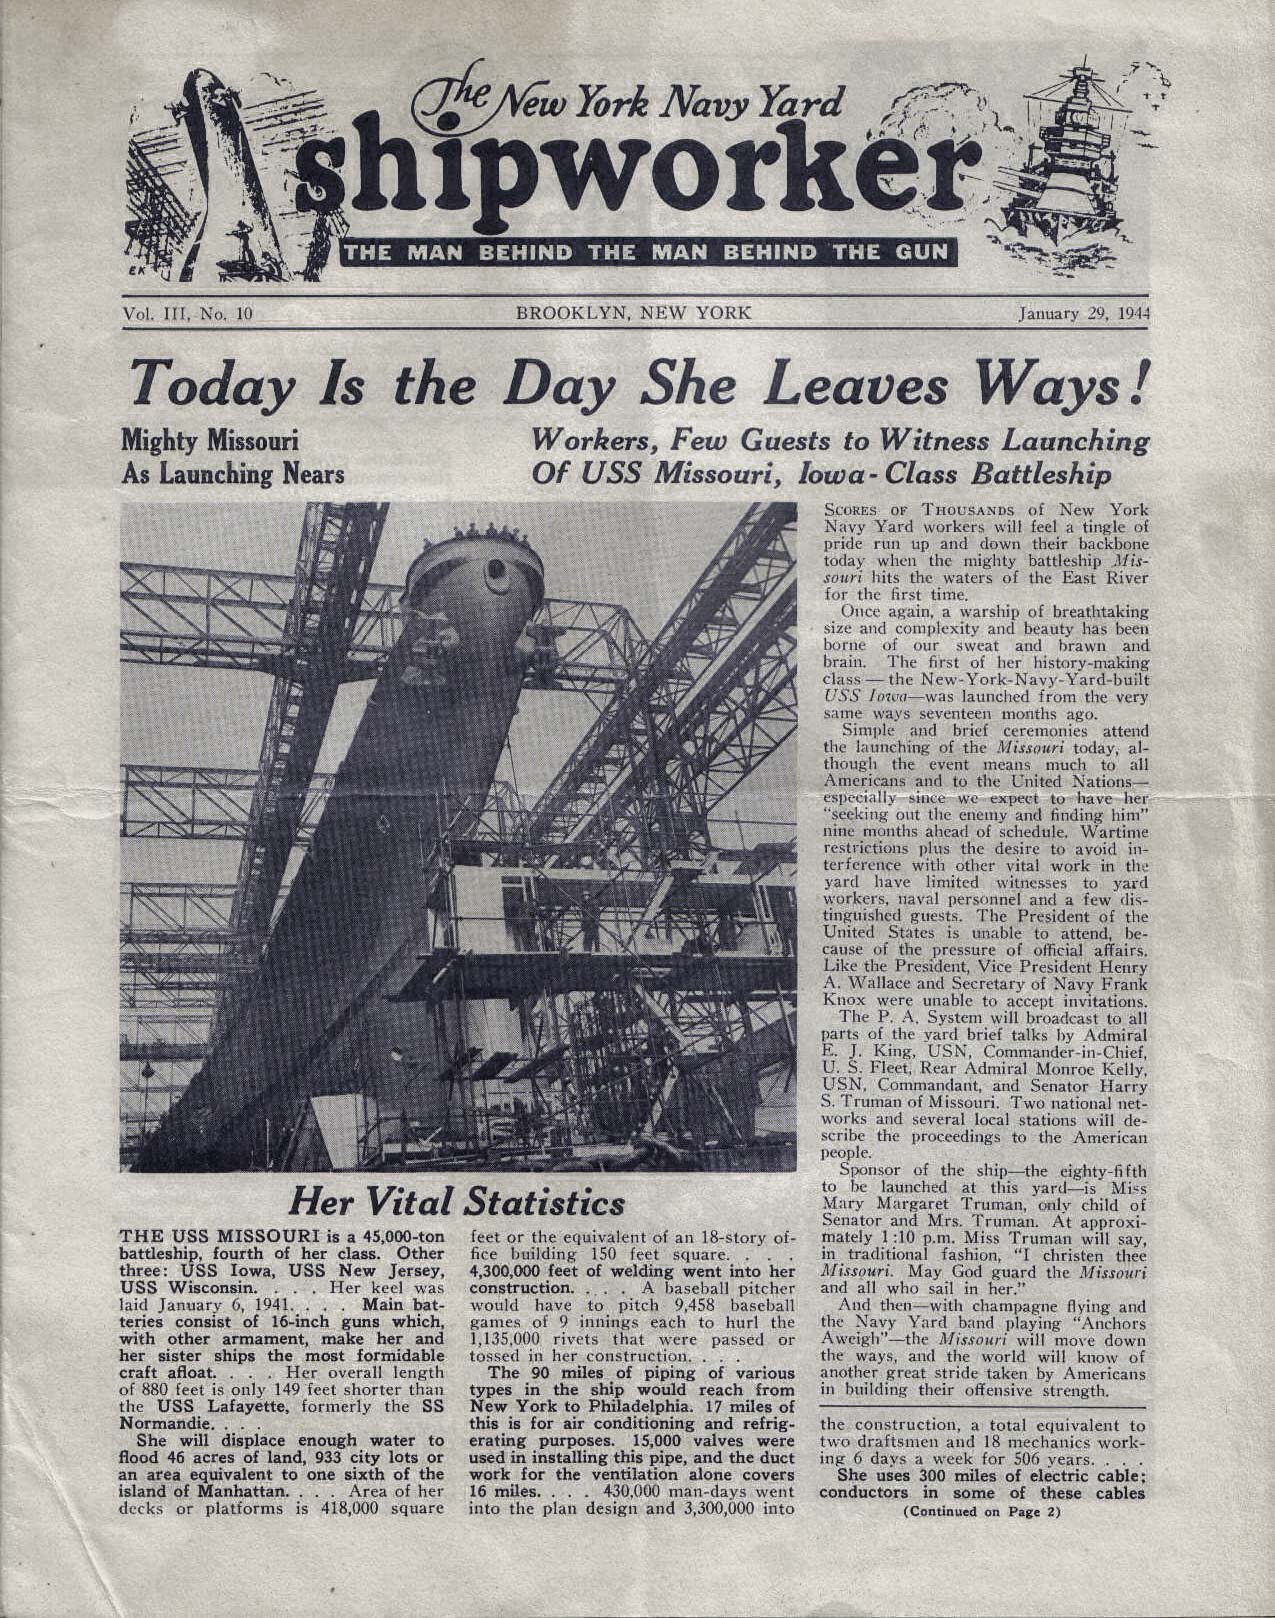 The New York Navy Yard
shipworker
THE MAN BEHIND THE MAN BEHIND THE GUN
EK
Vol. III, No. 10 BROOKLYN, NEW YORK January 29, 1944
Today Is the Day She Leaves Ways!
Mighty Missouri
As Launching Nears
Workers, Few Guests to Witness Launching
Of USS Missouri, Iowa-Class Battleship
SCORES OF THOUSANDS of New York
Navy Yard workers will feel a tingle of
pride run up and down their backbone
today when the mighty battleship Mis-
souri hits the waters of the East River
for the first time.
Once again, a warship of breathtaking
size and complexity and beauty has been
borne of our sweat and brawn and
brain. The first of her history-making
class—the New-York-Navy-Yard-built
USS Iowa—was launched from the very
same ways seventeen months ago.
Simple and brief ceremonies attend
the launching of the Missouri today, al-
though the event means much to all
Americans and to the United Nations—
especially since we expect to have her
"seeking out the enemy and finding him"
nine months ahead of schedule. Wartime
restrictions plus the desire to avoid in-
terference with other vital work in the
yard have limited witnesses to yard
workers, naval personnel and a few dis-
tinguished guests. The President of the
United States is unable to attend, be-
cause of the pressure of official affairs.
Like the President, Vice President Henry
A. Wallace and Secretary of Navy Frank
Knox were unable to accept invitations.
The P. A. System will broadcast to all
parts of the yard brief talks by Admiral
E. J. King, USN, Commander-in-Chief,
U. S. Fleet, Rear Admiral Monroe Kelly,
USN, Commandant, and Senator Harry
S. Truman of Missouri. Two national net-
works and several local stations will de-
scribe the proceedings to the American
people.
Sponsor of the ship—the eighty-fifth
to be launched at this yard—is Miss
Mary Margaret Truman, only child of
Senator and Mrs. Truman. At approxi-
mately 1:10 p.m. Miss Truman will say,
in traditional fashion, "I christen thee
Missouri. May God guard the Missouri
and all who sail in her."
And then—with champagne flying and
the Navy Yard band playing "Anchors
Aweigh"—the Missouri will move down
the ways, and the world will know of
another great stride taken by Americans
in building their offensive strength.
Her Vital Statistics
THE USS MISSOURI is a 45,000-ton
battleship, fourth of her class. Other
three: USS Iowa, USS New Jersey,
USS Wisconsin. . . . Her keel was
laid January 6, 1941. . . . Main bat-
teries consist of 16-inch guns which,
with other armament, make her and
her sister ships the most formidable
craft afloat. . . . Her overall length
of 880 feet is only 149 feet shorter than
the USS Lafayette, formerly the SS
Normandie. . . .
She will displace enough water to
flood 46 acres of land, 933 city lots or
an area equivalent to one sixth of the
island of Manhattan. . . . Area of her
decks or platforms is 418,000 square
feet or the equivalent of an 18-story of-
fice building 150 feet square. . . .
4,300,000 feet of welding went into her
construction. . . . A baseball pitcher
would have to pitch 9,458 baseball
games of 9 innings each to hurl the
1,135,000 rivets that were passed or
tossed in her construction. . . .
The 90 miles of piping of various
types in the ship would reach from
New York to Philadelphia. 17 miles of
this is for air conditioning and refrig-
erating purposes. 15,000 valves were
used in installing this pipe, and the duct
work for the ventilation alone covers
16 miles. . . . 430,000 man-days went
into the plan design and 3,300,000 into
the construction, a total equivalent to
two draftsmen and 18 mechanics work-
ing 6 days a week for 506 years. . . .
She uses 300 miles of electric cable;
conductors in some of these cables
(Continued on Page 2)